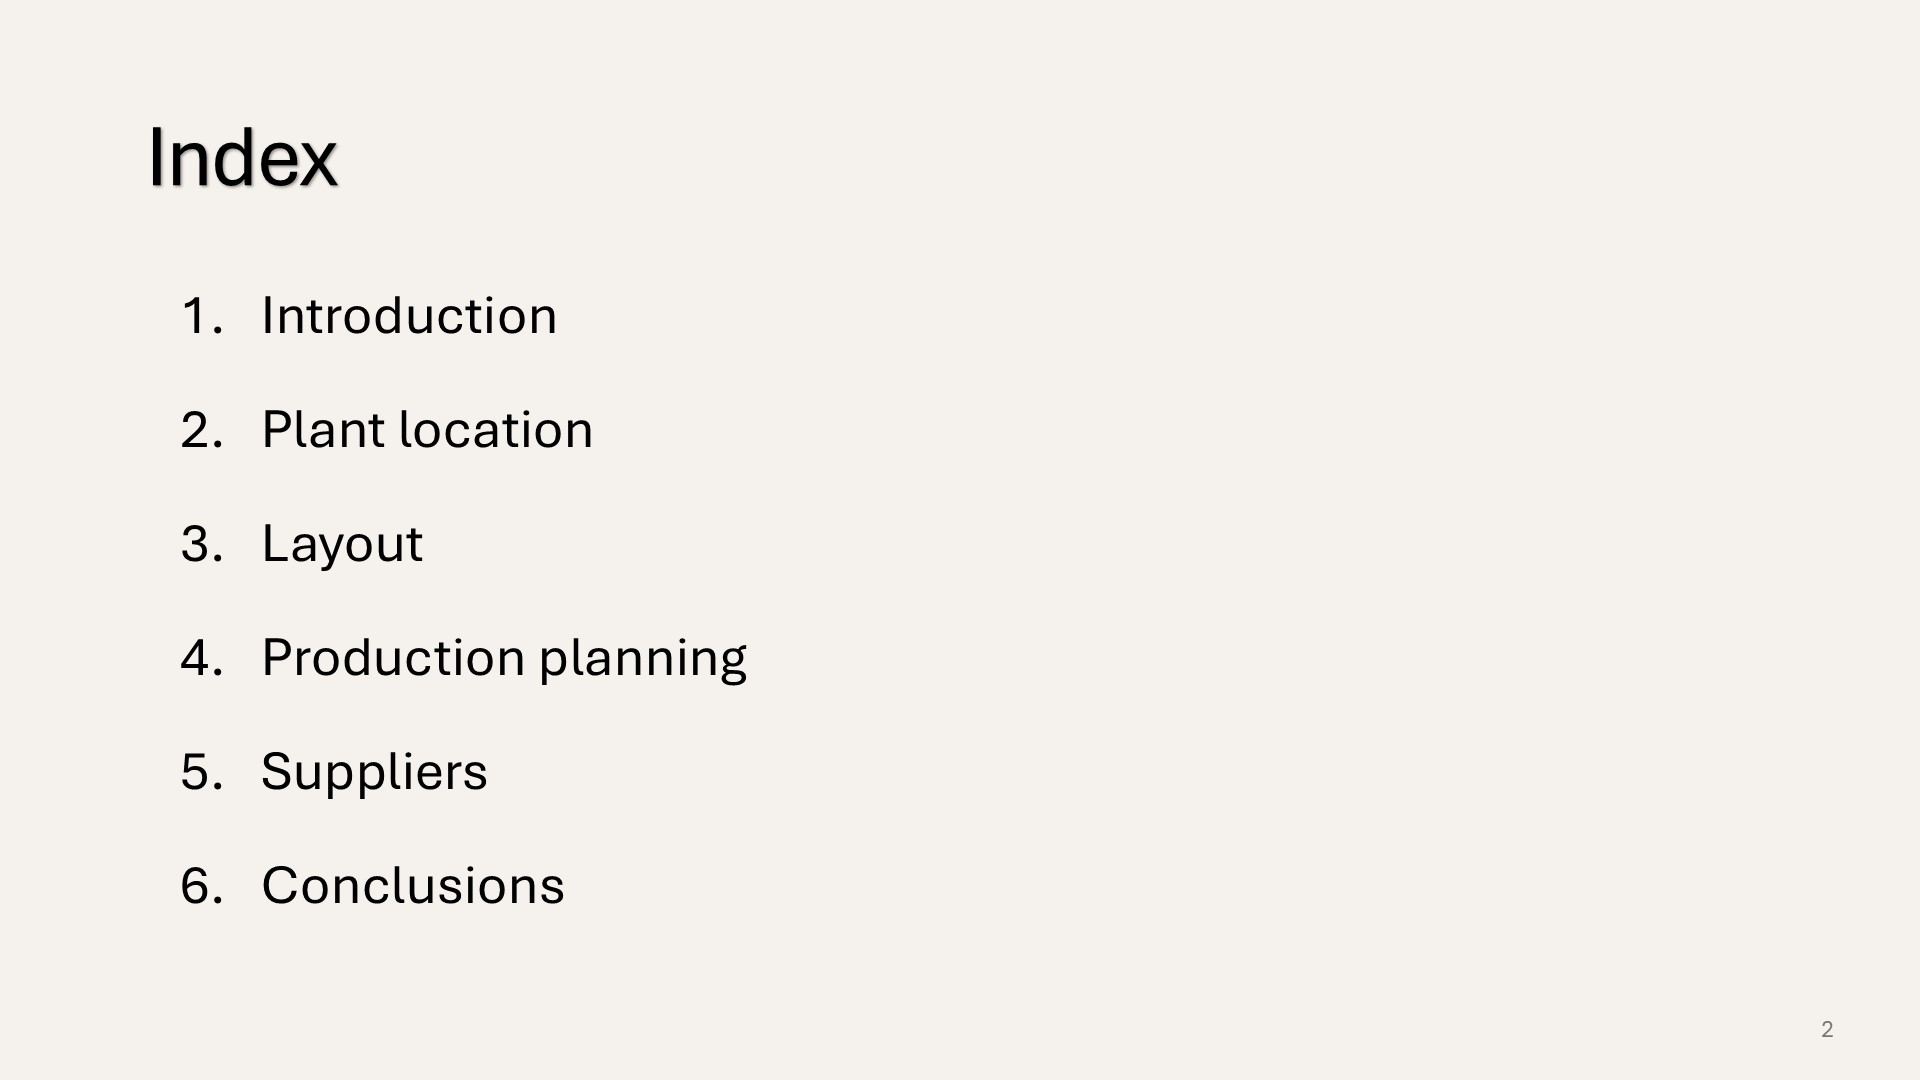 Index
1. Introduction
2. Plant location
3. Layout
4. Production planning
5. Suppliers
6. Conclusions
2